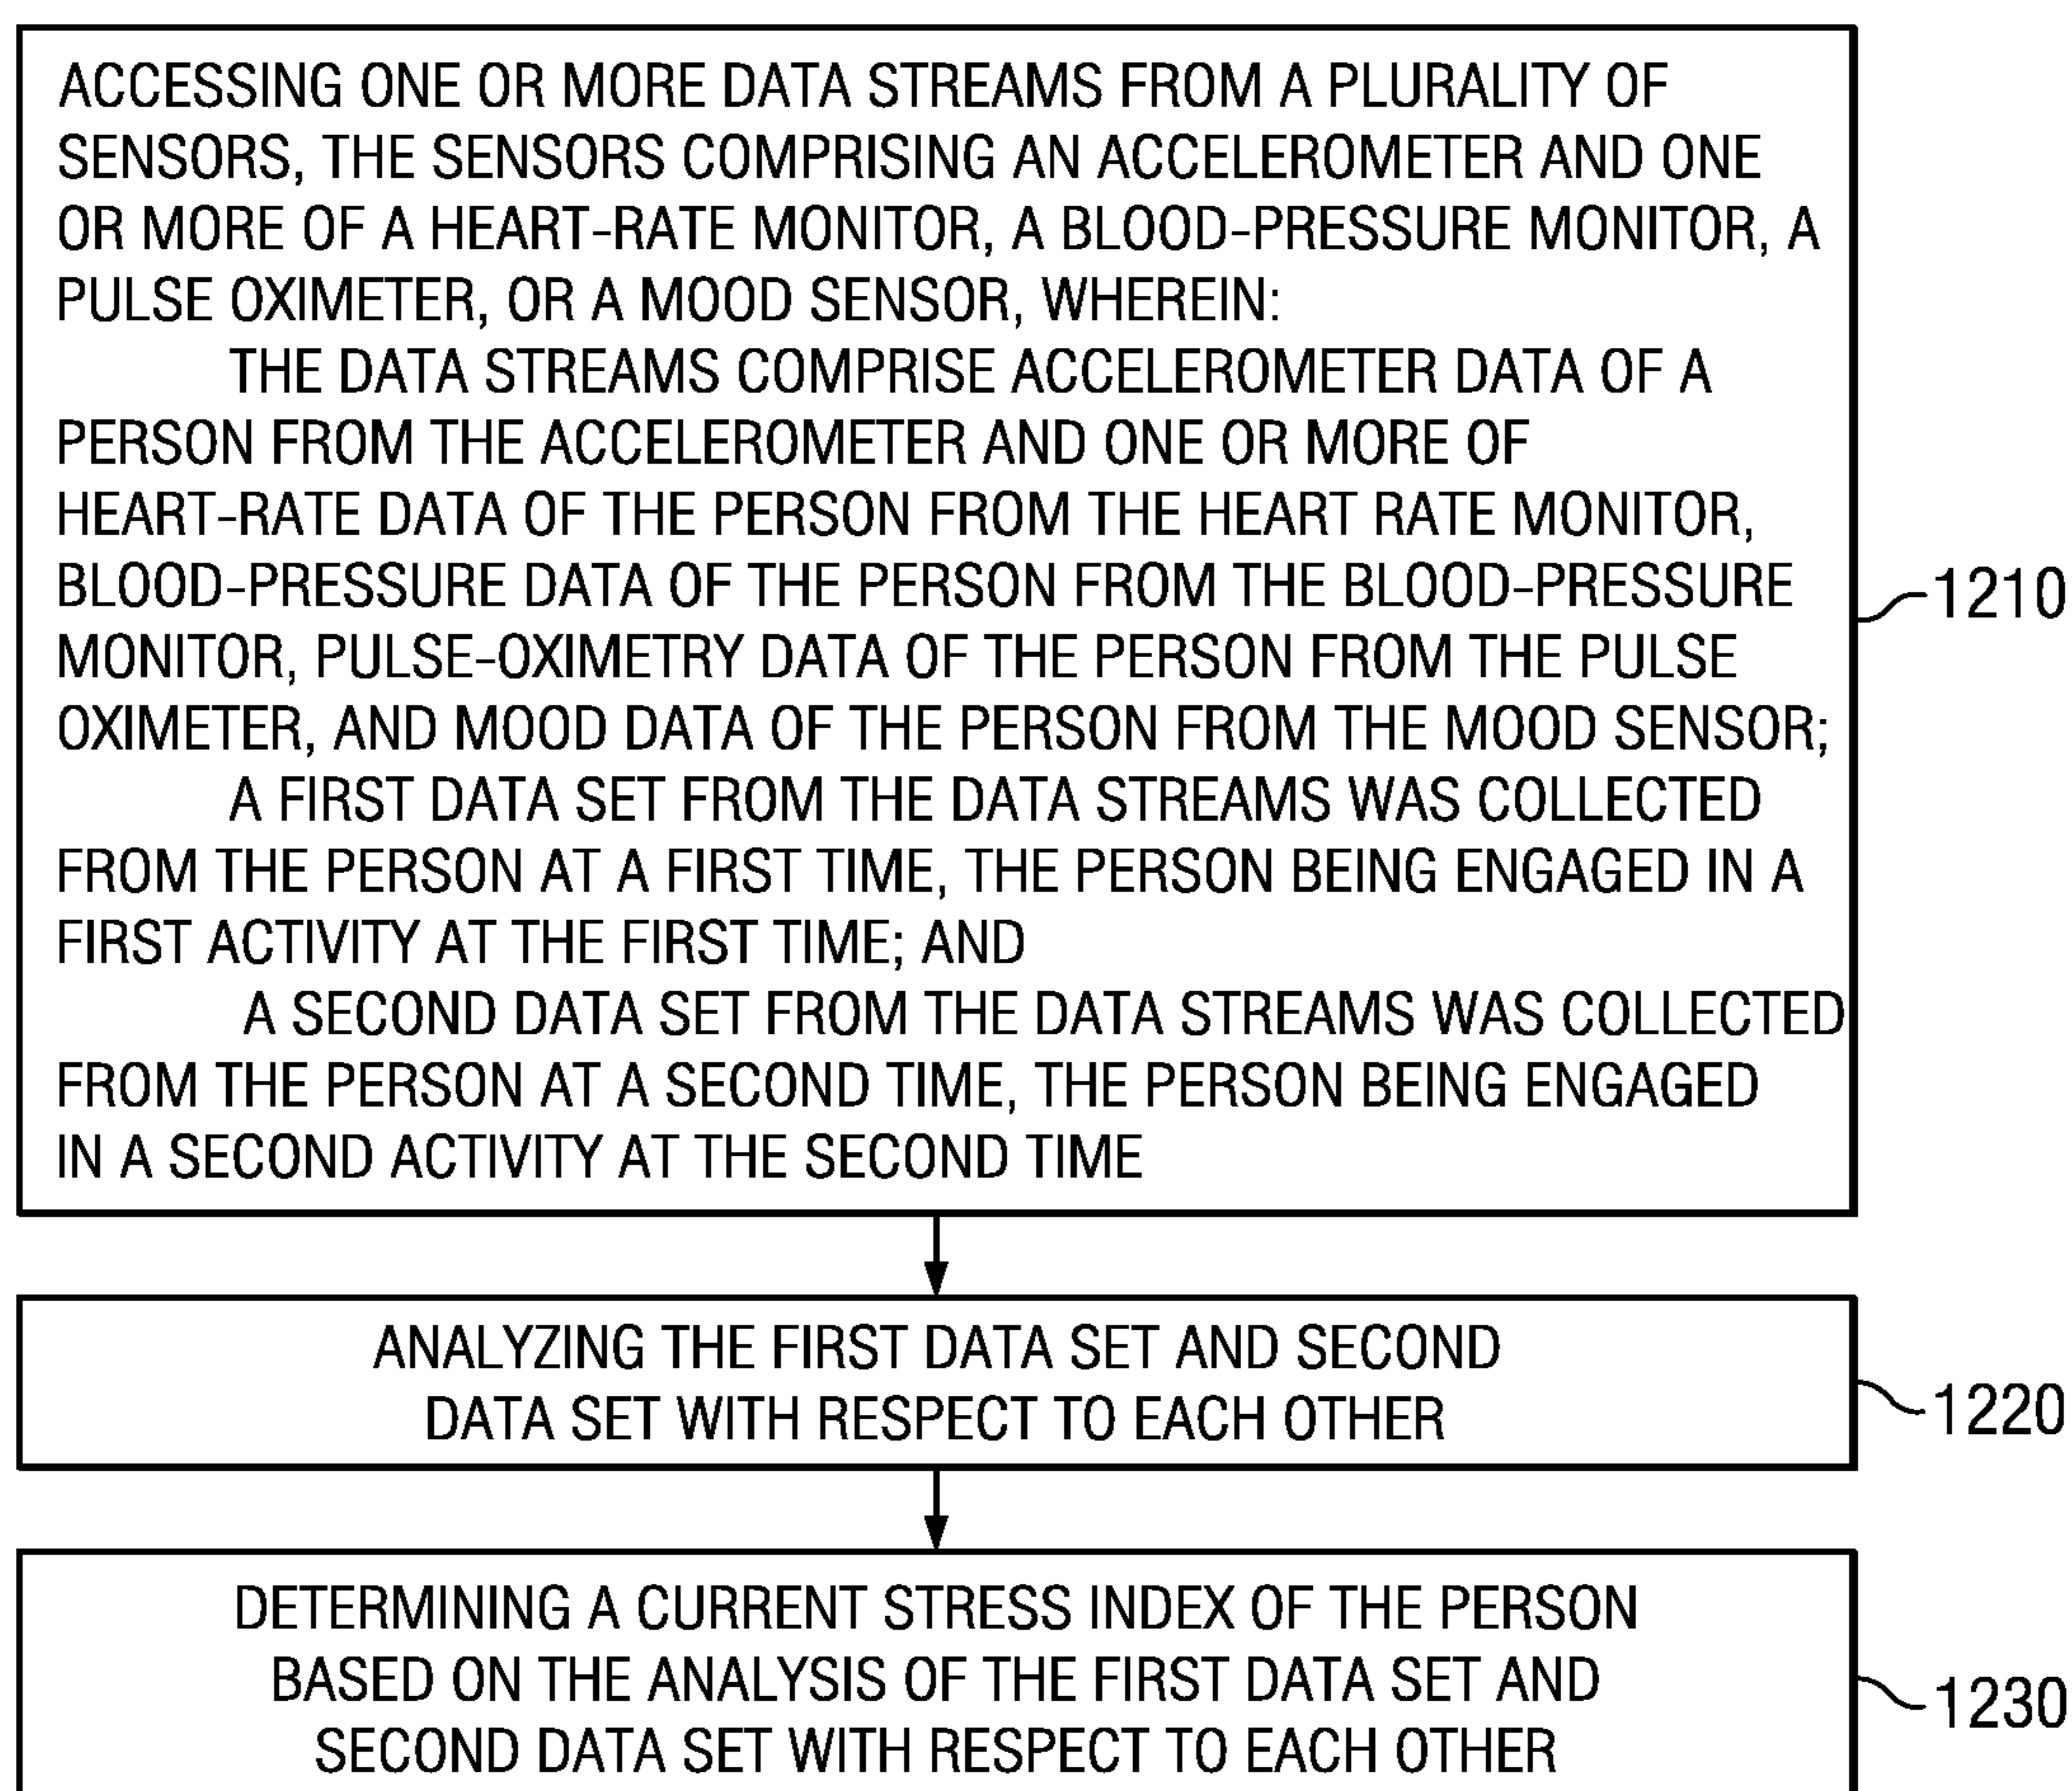 ACCESSING ONE OR MORE DATA STREAMS FROM A PLURALITY OF
SENSORS, THE SENSORS COMPRISING AN ACCELEROMETER AND ONE
OR MORE OF A HEART-RATE MONITOR, A BLOOD-PRESSURE MONITOR, A
PULSE OXIMETER, OR A MOOD SENSOR, WHEREIN:
THE DATA STREAMS COMPRISE ACCELEROMETER DATA OF A
PERSON FROM THE ACCELEROMETER AND ONE OR MORE OF
HEART-RATE DATA OF THE PERSON FROM THE HEART RATE MONITOR,
BLOOD-PRESSURE DATA OF THE PERSON FROM THE BLOOD-PRESSURE
MONITOR, PULSE-OXIMETRY DATA OF THE PERSON FROM THE PULSE
OXIMETER, AND MOOD DATA OF THE PERSON FROM THE MOOD SENSOR;
A FIRST DATA SET FROM THE DATA STREAMS WAS COLLECTED
FROM THE PERSON AT A FIRST TIME, THE PERSON BEING ENGAGED IN A
FIRST ACTIVITY AT THE FIRST TIME; AND
A SECOND DATA SET FROM THE DATA STREAMS WAS COLLECTED
FROM THE PERSON AT A SECOND TIME, THE PERSON BEING ENGAGED
IN A SECOND ACTIVITY AT THE SECOND TIME
1210
ANALYZING THE FIRST DATA SET AND SECOND
DATA SET WITH RESPECT TO EACH OTHER
1220
DETERMINING A CURRENT STRESS INDEX OF THE PERSON
BASED ON THE ANALYSIS OF THE FIRST DATA SET AND
SECOND DATA SET WITH RESPECT TO EACH OTHER
1230